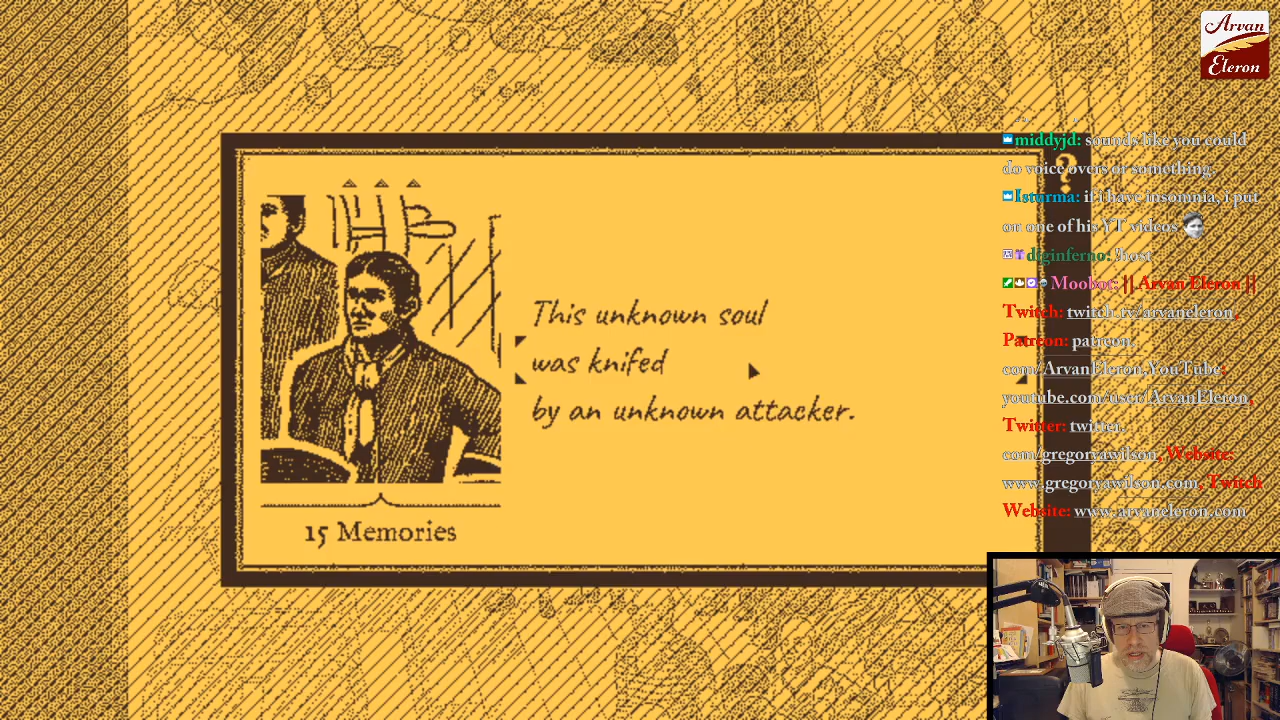 Arvan
Eleron
?
middyjd: sounds like you could
do voice overs or something.
Isturma: if i have insomnia, i put
on one of his YT videos
diginferno: !host
Moobot: || Arvan Eleron ||
Twitch: twitch.tv/arvaneleron,
Patreon: patreon.
com/ArvanEleron,YouTube:
youtube.com/user/ArvanEleron,
Twitter: twitter.
com/gregoryawilson, Website:
www.gregoryawilson.com, Twitch
Website: www.arvaneleron.com
This unknown soul
was knifed
by an unknown attacker.
15 Memories